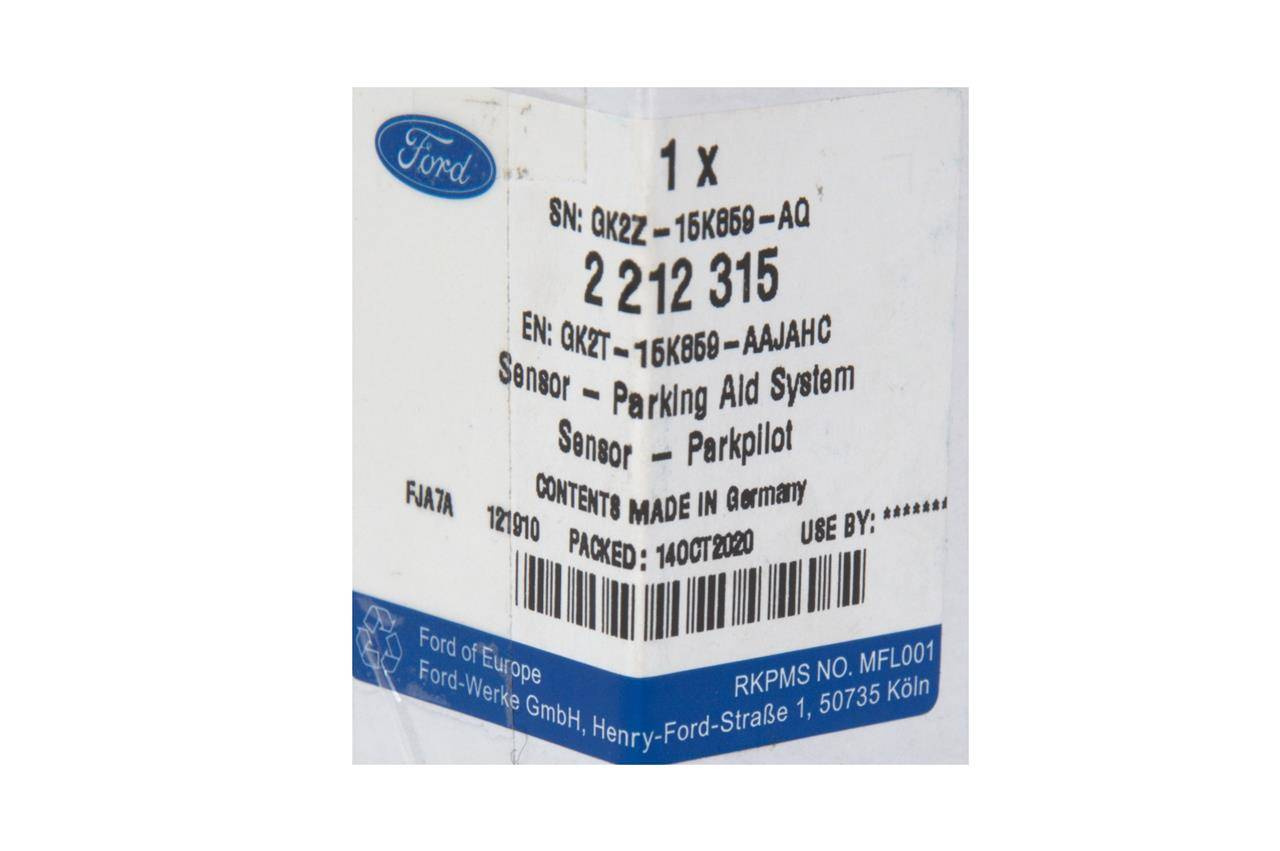 Ford
1 x
SN: GK2Z-15K859-AQ
2 212 315
EN: GK2T-15K859-AAJAHC
Sensor - Parking Aid System
Sensor - Parkpilot
CONTENTS MADE IN Germany
FJA7A 121910 PACKED: 14OCT2020 USE BY: *******
Ford of Europe
RKPMS NO. MFL001
Ford-Werke GmbH, Henry-Ford-Straße 1, 50735 Köln